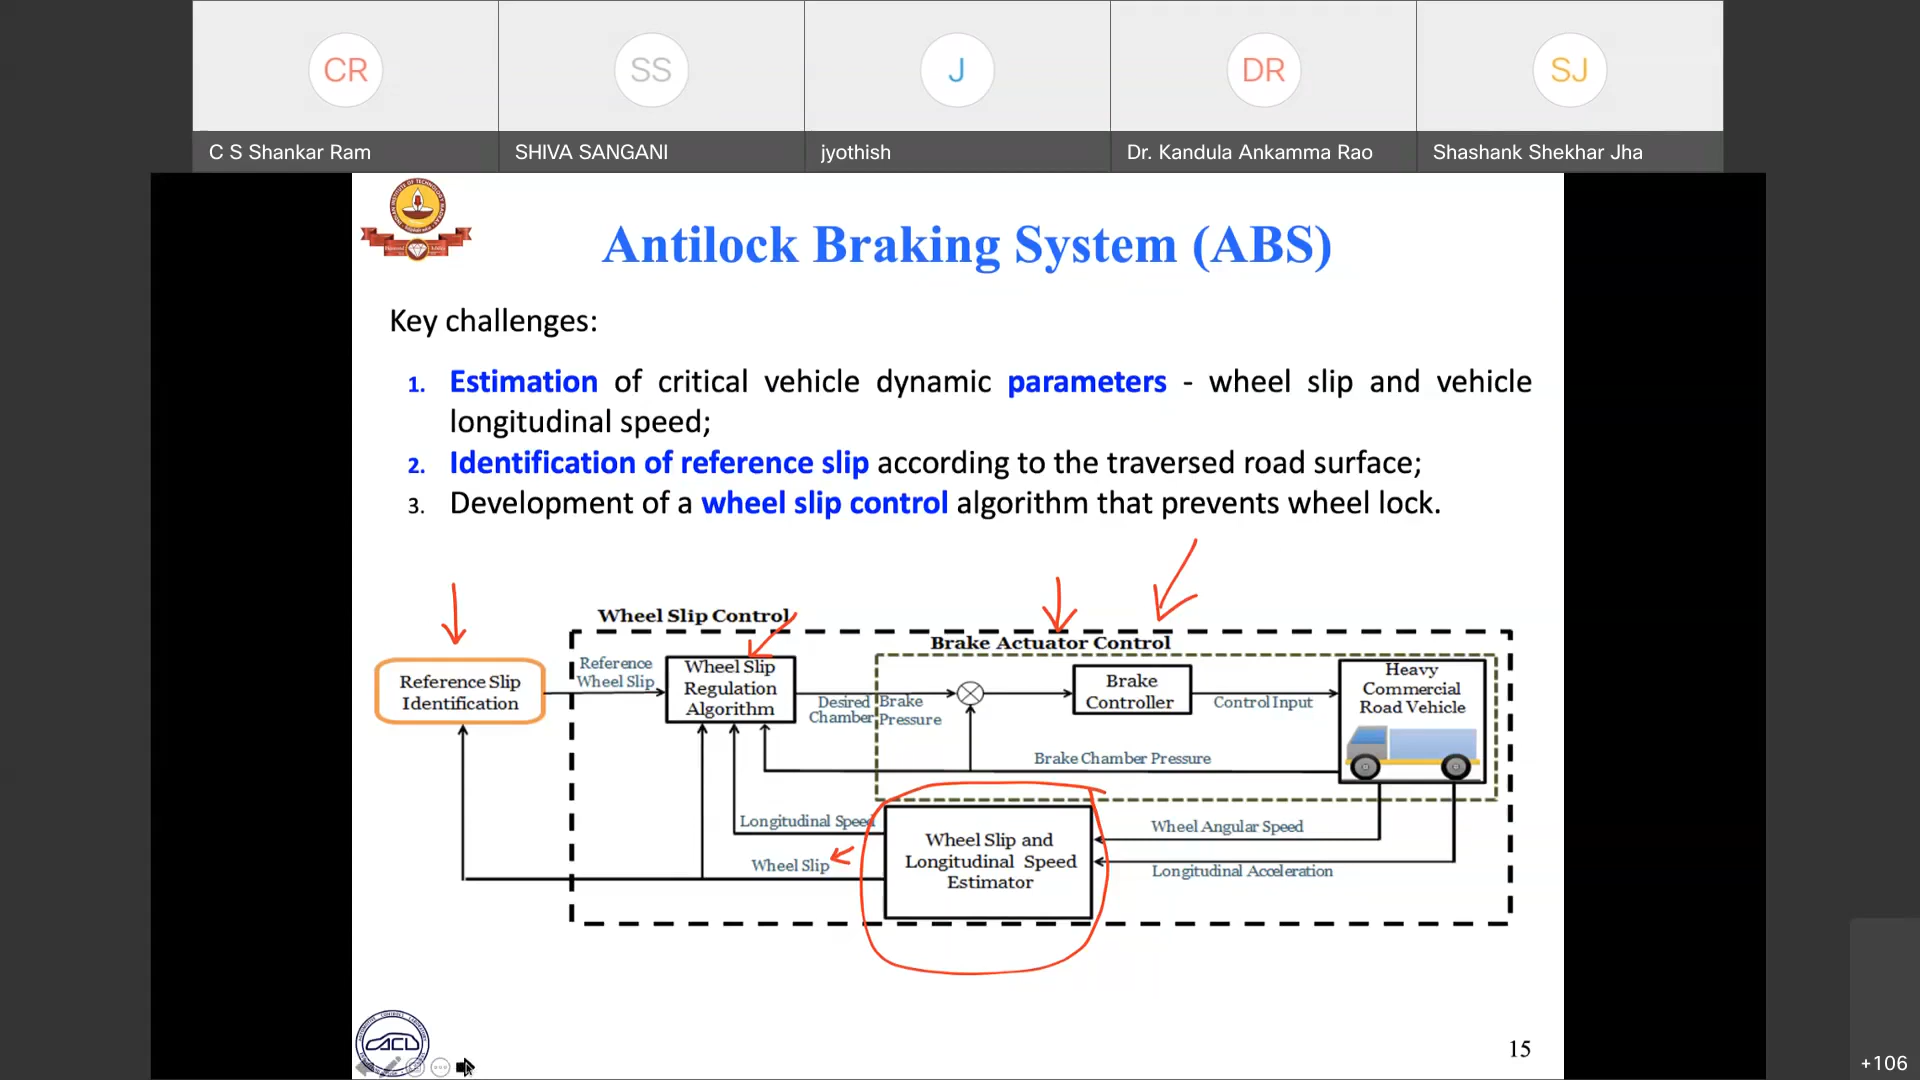 CR
SS
J
DR
SJ
C S Shankar Ram
SHIVA SANGANI
jyothish
Dr. Kandula Ankamma Rao
Shashank Shekhar Jha
Antilock Braking System (ABS)
Key challenges:
1. Estimation of critical vehicle dynamic parameters - wheel slip and vehicle
longitudinal speed;
2. Identification of reference slip according to the traversed road surface;
3. Development of a wheel slip control algorithm that prevents wheel lock.
Wheel Slip Control
Brake Actuator Control
Reference Slip
Identification
Reference
Wheel Slip
Wheel Slip
Regulation
Algorithm
Desired Brake
Chamber Pressure
Brake
Controller
Control Input
Heavy
Commercial
Road Vehicle
Brake Chamber Pressure
Longitudinal Speed
Wheel Slip
Wheel Slip and
Longitudinal Speed
Estimator
Wheel Angular Speed
Longitudinal Acceleration
ACL
15
+106